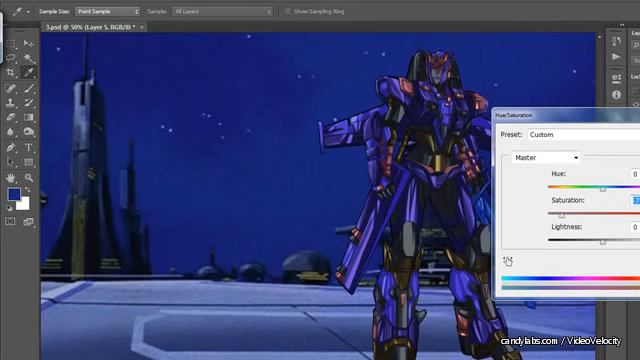 Sample Size: Point Sample Sample: All Layers Show Sampling Ring
3.psd @ 50% (Layer 5, RGB/8) * ×
Hue/Saturation
Preset: Custom
Master
Hue: 0
Saturation:
Lightness: 0
candylabs.com / VideoVelocity